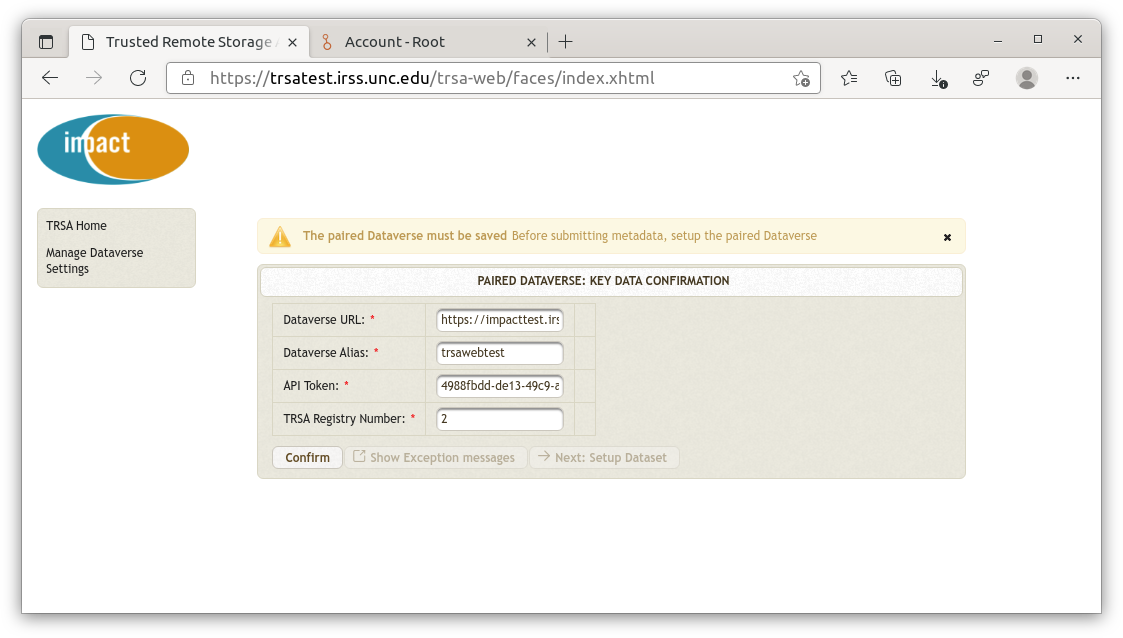 Trusted Remote Storage
Account - Root
https://trsatest.irss.unc.edu/trsa-web/faces/index.xhtml
impact
TRSA Home
Manage Dataverse
Settings
The paired Dataverse must be saved Before submitting metadata, setup the paired Dataverse
PAIRED DATAVERSE: KEY DATA CONFIRMATION
Dataverse URL: * https://impacttest.irs
Dataverse Alias: * trsawebtest
API Token: * 4988fbdd-de13-49c9-a
TRSA Registry Number: * 2
Confirm Show Exception messages Next: Setup Dataset